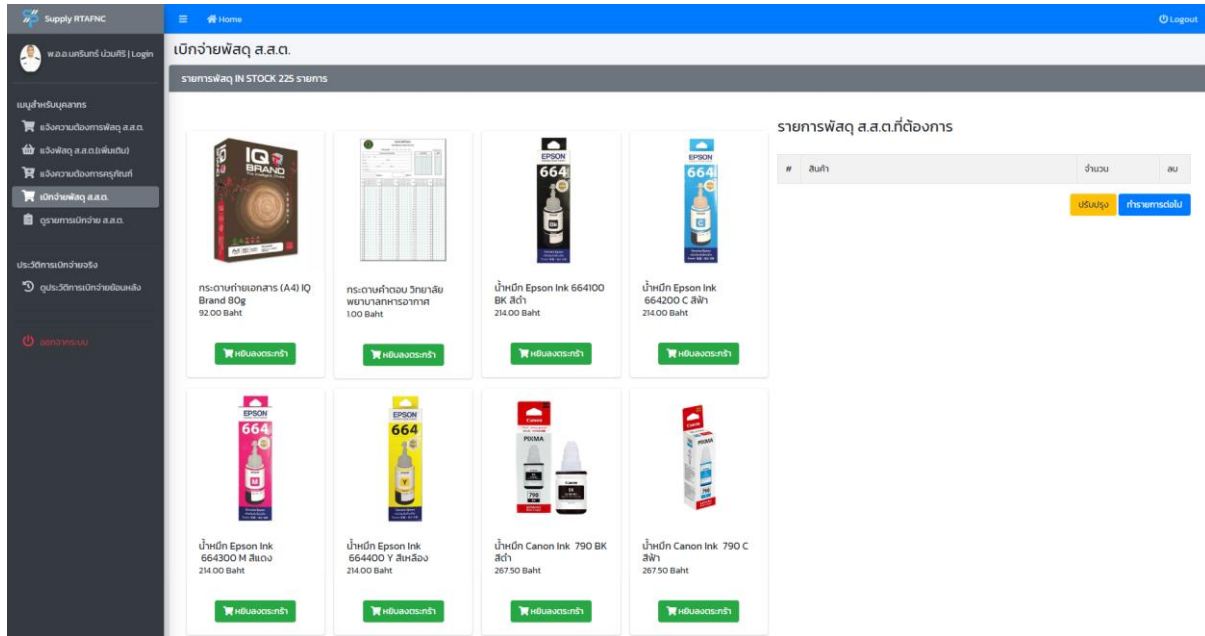 Supply RTAFNC
Home
Logout
พ.อ.อ.นครินทร์ น่วมศิริ | Login
เบิกจ่ายพัสดุ ส.ส.ต.
รายการพัสดุ IN STOCK 225 รายการ
เมนูสำหรับบุคลากร
แจ้งความต้องการพัสดุ ส.ส.ต.
แจ้งพัสดุ ส.ส.ต.(เพิ่มเติม)
แจ้งความต้องการครุภัณฑ์
เบิกจ่ายพัสดุ ส.ส.ต.
ดูรายการเบิกจ่าย ส.ส.ต.
ประวัติการเบิกจ่ายจริง
ดูประวัติการเบิกจ่ายย้อนหลัง
ออกจากระบบ
IQ
BRAND
EPSON
664
Bk
EPSON
664
C
กระดาษถ่ายเอกสาร (A4) IQ
Brand 80g
92.00 Baht
หยิบลงตะกร้า
กระดาษคำตอบ วิทยาลัย
พยาบาลทหารอากาศ
1.00 Baht
หยิบลงตะกร้า
น้ำหมึก Epson Ink 664100
BK สีดำ
214.00 Baht
หยิบลงตะกร้า
น้ำหมึก Epson Ink
664200 C สีฟ้า
214.00 Baht
หยิบลงตะกร้า
EPSON
664
M
EPSON
664
Y
Canon
PIXMA
790
Canon
PIXMA
790
น้ำหมึก Epson Ink
664300 M สีแดง
214.00 Baht
หยิบลงตะกร้า
น้ำหมึก Epson Ink
664400 Y สีเหลือง
214.00 Baht
หยิบลงตะกร้า
น้ำหมึก Canon Ink 790 BK
สีดำ
267.50 Baht
หยิบลงตะกร้า
น้ำหมึก Canon Ink 790 C
สีฟ้า
267.50 Baht
หยิบลงตะกร้า
รายการพัสดุ ส.ส.ต.ที่ต้องการ
# สินค้า จำนวน ลบ
ปรับปรุง ทำรายการต่อไป